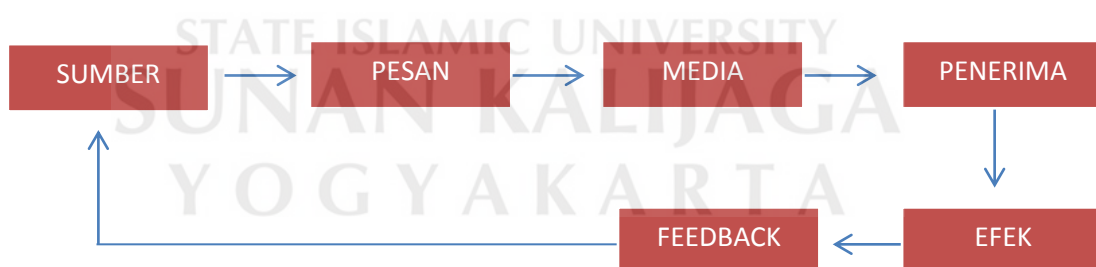 STATE ISLAMIC UNIVERSITY
SUMBER PESAN MEDIA PENERIMA
SUNAN KALIJAGA
YOGYAKARTA
FEEDBACK EFEK